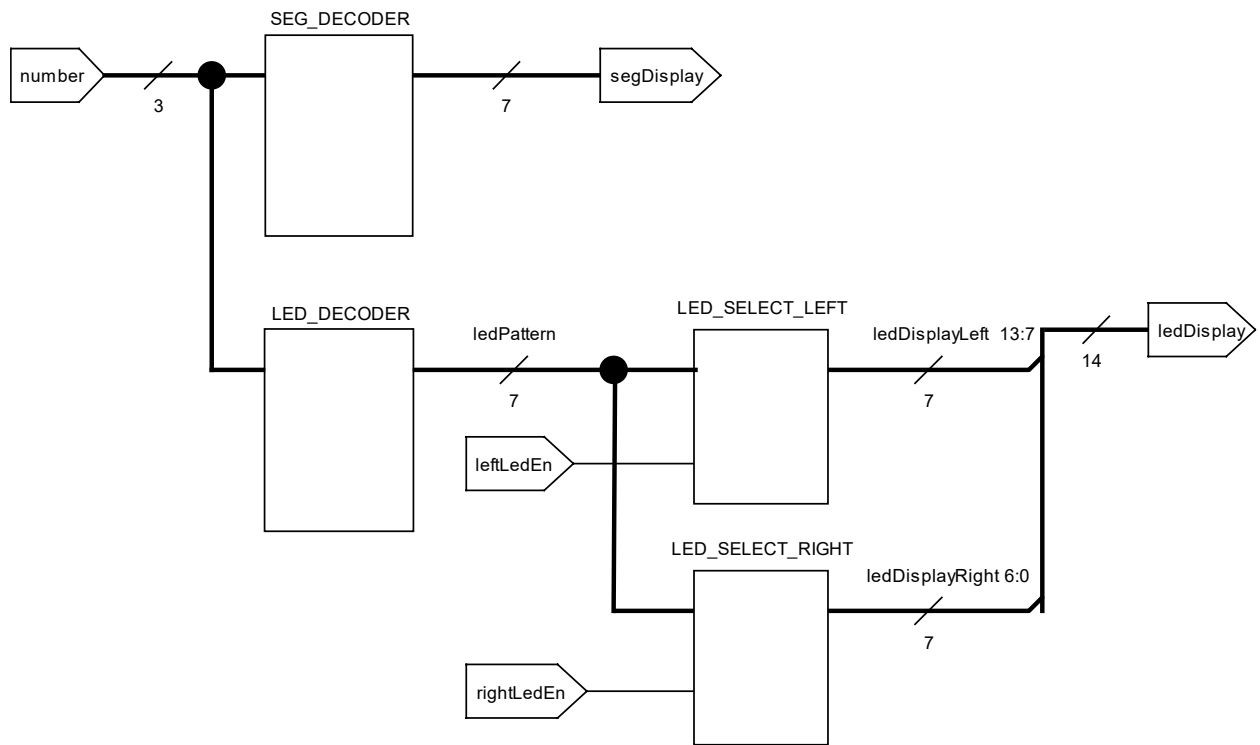 SEG_DECODER
number
3
7
segDisplay
LED_DECODER
ledPattern
7
LED_SELECT_LEFT
ledDisplayLeft 13:7
7
14
ledDisplay
leftLedEn
LED_SELECT_RIGHT
ledDisplayRight 6:0
7
rightLedEn